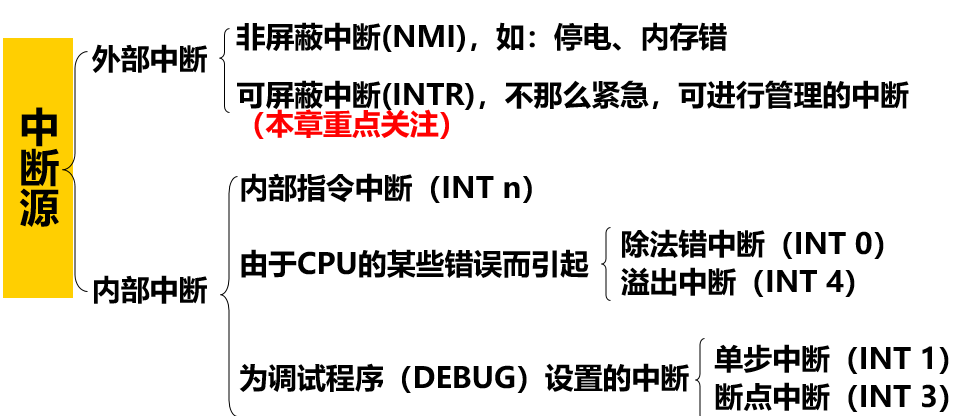 中断源
外部中断
非屏蔽中断(NMI)，如：停电、内存错
可屏蔽中断(INTR)，不那么紧急，可进行管理的中断
（本章重点关注）
内部中断
内部指令中断（INT n）
由于CPU的某些错误而引起
除法错中断（INT 0）
溢出中断（INT 4）
为调试程序（DEBUG）设置的中断
单步中断（INT 1）
断点中断（INT 3）